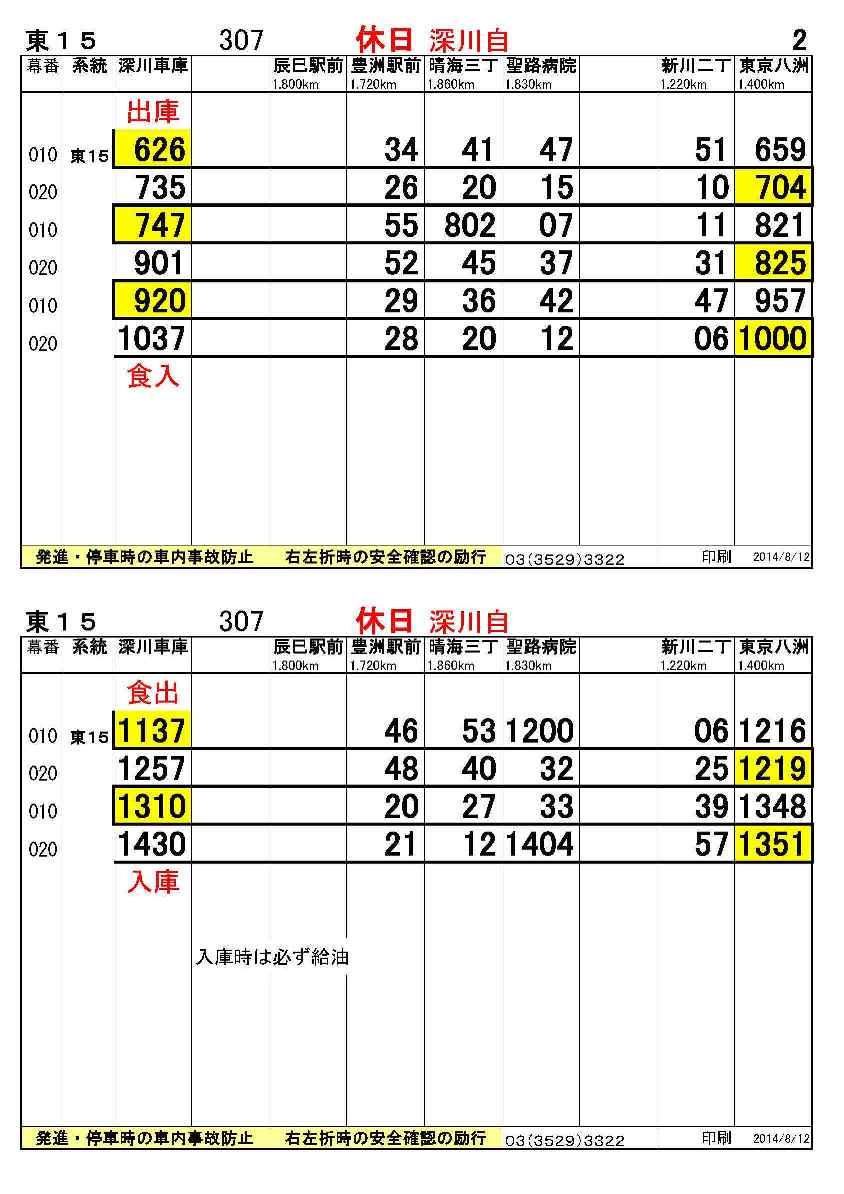 東１５ 307 休日 深川自 2
幕番 系統 深川車庫 辰巳駅前 豊洲駅前 晴海三丁 聖路病院 新川二丁 東京八洲
1.800km 1.720km 1.860km 1.830km 1.220km 1.400km
出庫
010 東15 626 34 41 47 51 659
020 735 26 20 15 10 704
010 747 55 802 07 11 821
020 901 52 45 37 31 825
010 920 29 36 42 47 957
020 1037 28 20 12 06 1000
食入
発進・停車時の車内事故防止 右左折時の安全確認の励行 03(3529)3322 印刷 2014/8/12
東１５ 307 休日 深川自
幕番 系統 深川車庫 辰巳駅前 豊洲駅前 晴海三丁 聖路病院 新川二丁 東京八洲
1.800km 1.720km 1.860km 1.830km 1.220km 1.400km
食出
010 東15 1137 46 53 1200 06 1216
020 1257 48 40 32 25 1219
010 1310 20 27 33 39 1348
020 1430 21 12 1404 57 1351
入庫
入庫時は必ず給油
発進・停車時の車内事故防止 右左折時の安全確認の励行 03(3529)3322 印刷 2014/8/12